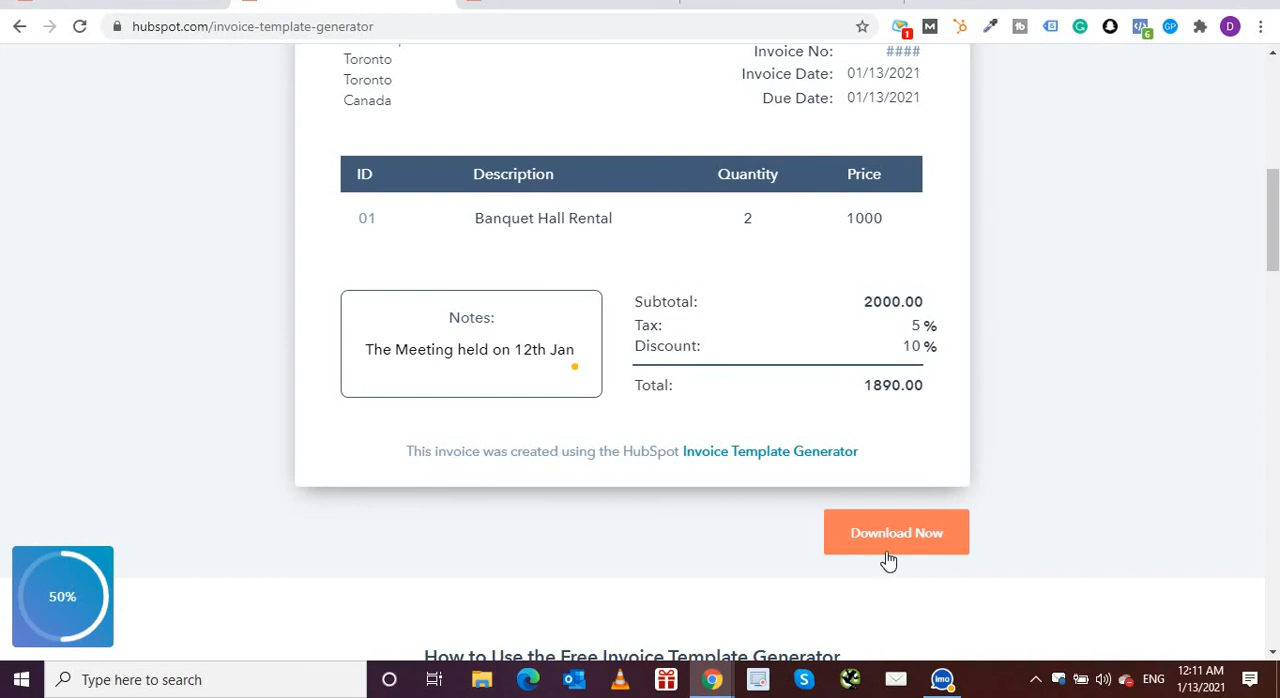 hubspot.com/invoice-template-generator
Toronto
Toronto
Canada
Invoice No: ####
Invoice Date: 01/13/2021
Due Date: 01/13/2021
ID Description Quantity Price
01 Banquet Hall Rental 2 1000
Notes:
The Meeting held on 12th Jan
Subtotal: 2000.00
Tax: 5 %
Discount: 10 %
Total: 1890.00
This invoice was created using the HubSpot Invoice Template Generator
Download Now
50%
How to Use the Free Invoice Template Generator
Type here to search
ENG
12:11 AM
1/13/2021